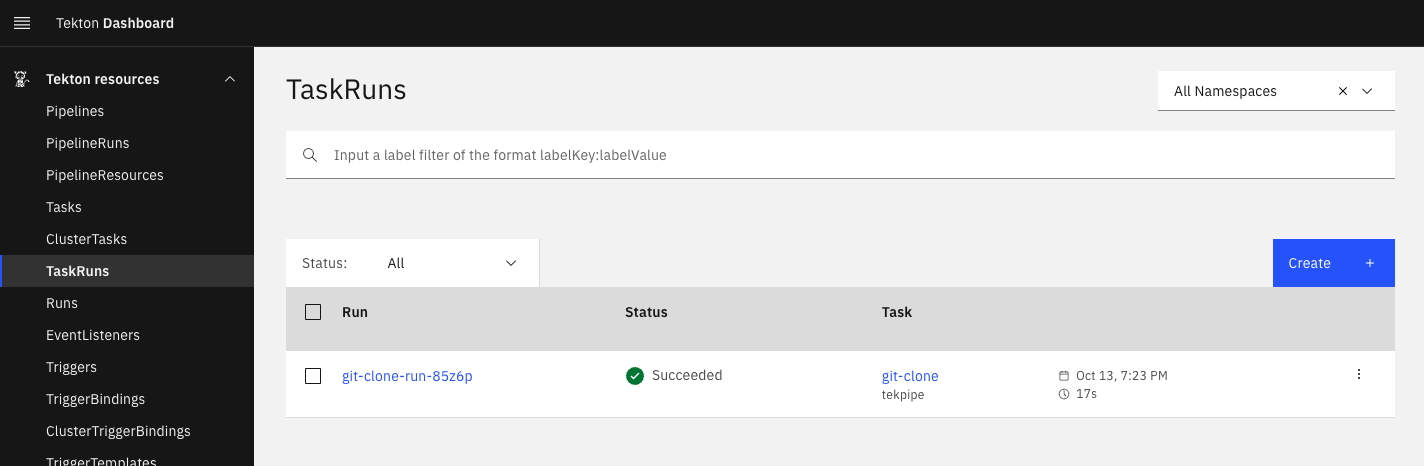 Tekton Dashboard
Tekton resources
Pipelines
PipelineRuns
PipelineResources
Tasks
ClusterTasks
TaskRuns
Runs
EventListeners
Triggers
TriggerBindings
ClusterTriggerBindings
TriggerTemplates
TaskRuns
All Namespaces
Input a label filter of the format labelKey:labelValue
Status: All
Create
Run Status Task
git-clone-run-85z6p Succeeded git-clone Oct 13, 7:23 PM
tekpipe 17s